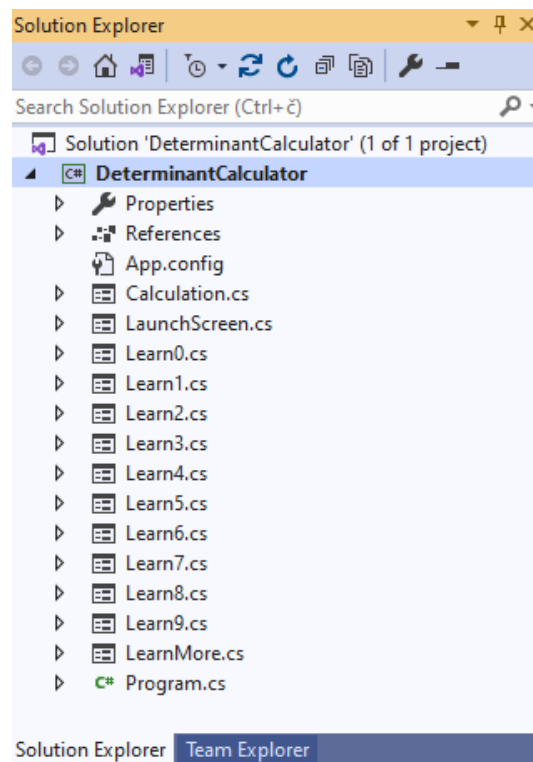 Solution Explorer
Search Solution Explorer (Ctrl+č)
Solution 'DeterminantCalculator' (1 of 1 project)
C# DeterminantCalculator
Properties
References
App.config
Calculation.cs
LaunchScreen.cs
Learn0.cs
Learn1.cs
Learn2.cs
Learn3.cs
Learn4.cs
Learn5.cs
Learn6.cs
Learn7.cs
Learn8.cs
Learn9.cs
LearnMore.cs
C# Program.cs
Solution Explorer Team Explorer